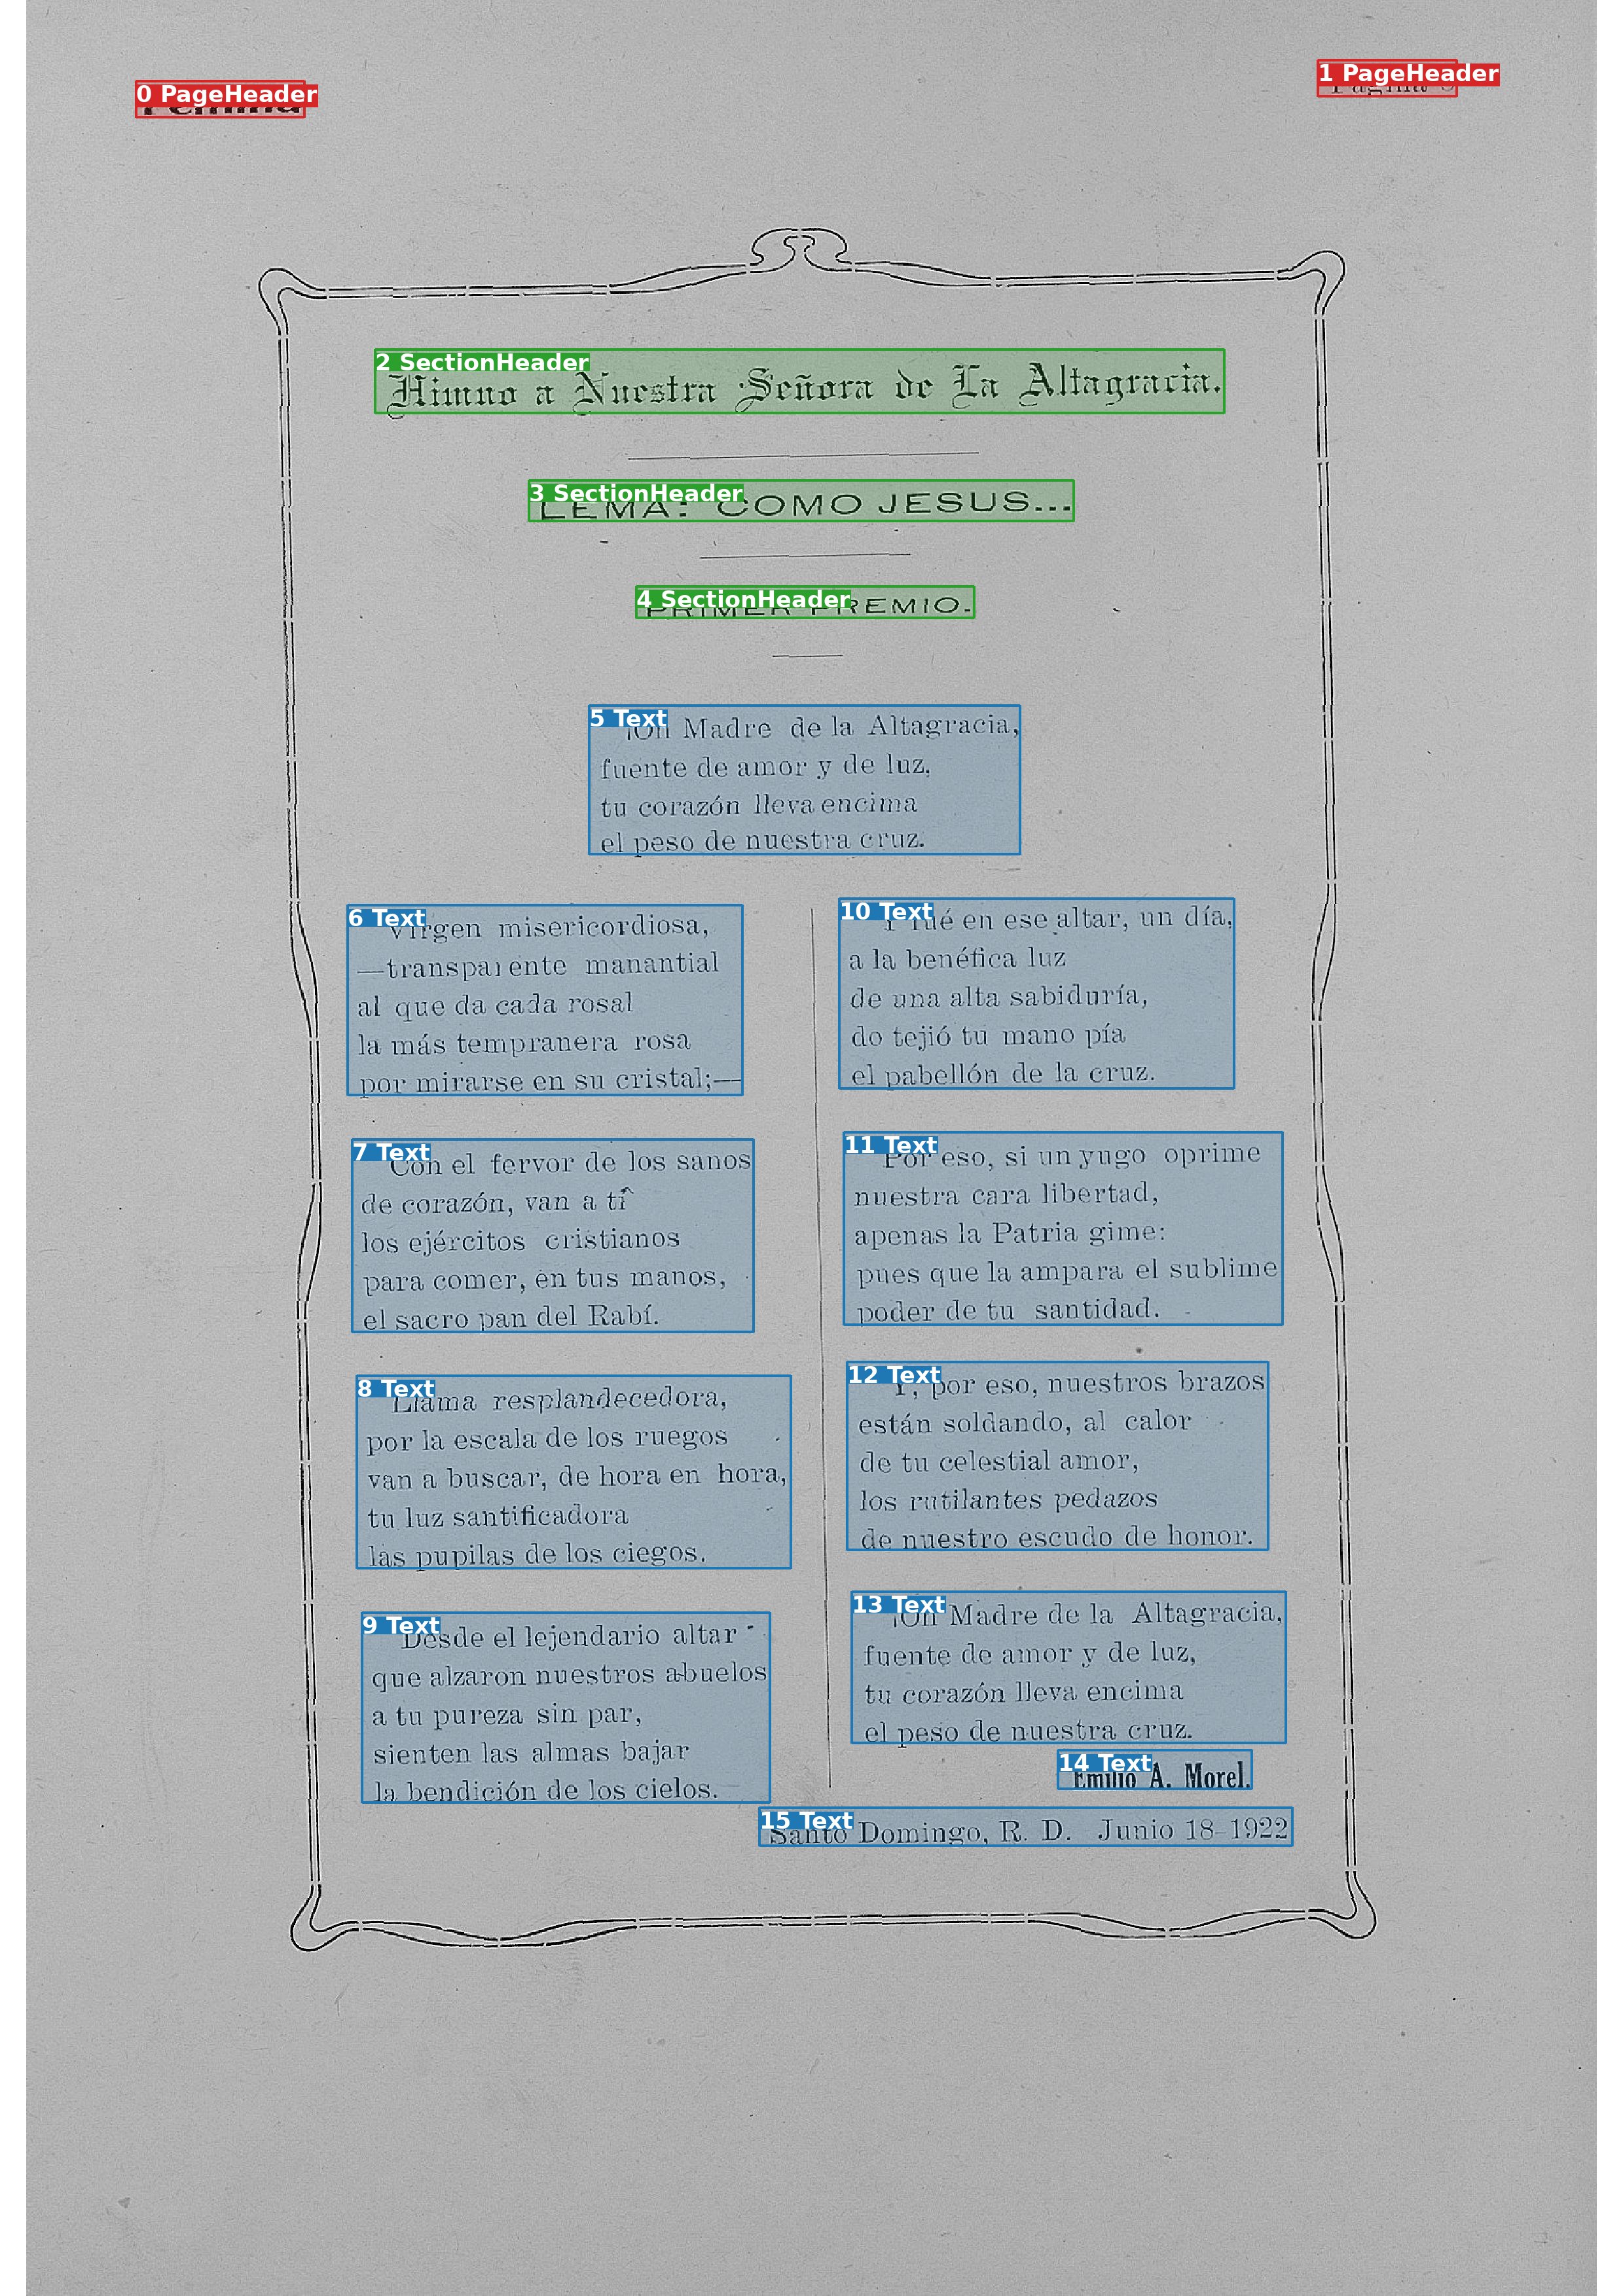 Himno a Nuestra Señora de La Altagracia.
LEMA: COMO JESUS...
PRIMER PREMIO.
¡Oh Madre de la Altagracia,
fuente de amor y de luz,
tu corazón lleva encima
el peso de nuestra cruz.
Virgen misericordiosa,
—transparente manantial
al que da cada rosal
la más tempranera rosa
por mirarse en su cristal;—
Con el fervor de los sanos
de corazón, van a tí
los ejércitos cristianos
para comer, en tus manos,
el sacro pan del Rabí.
Llama resplandecedora,
por la escala de los ruegos
van a buscar, de hora en hora,
tu luz santificadora
las pupilas de los ciegos.
Desde el lejendario altar
que alzaron nuestros abuelos
a tu pureza sin par,
sienten las almas bajar
la bendición de los cielos.
Y fué en ese altar, un día,
a la benéfica luz
de una alta sabiduría,
do tejió tu mano pía
el pabellón de la cruz.
Por eso, si un yugo oprime
nuestra cara libertad,
apenas la Patria gime:
pues que la ampara el sublime
poder de tu santidad.
Y, por eso, nuestros brazos
están soldando, al calor
de tu celestial amor,
los rutilantes pedazos
de nuestro escudo de honor.
¡Oh Madre de la Altagracia,
fuente de amor y de luz,
tu corazón lleva encima
el peso de nuestra cruz.
Emilio A. Morel.
Santo Domingo, R. D. Junio 18-1922